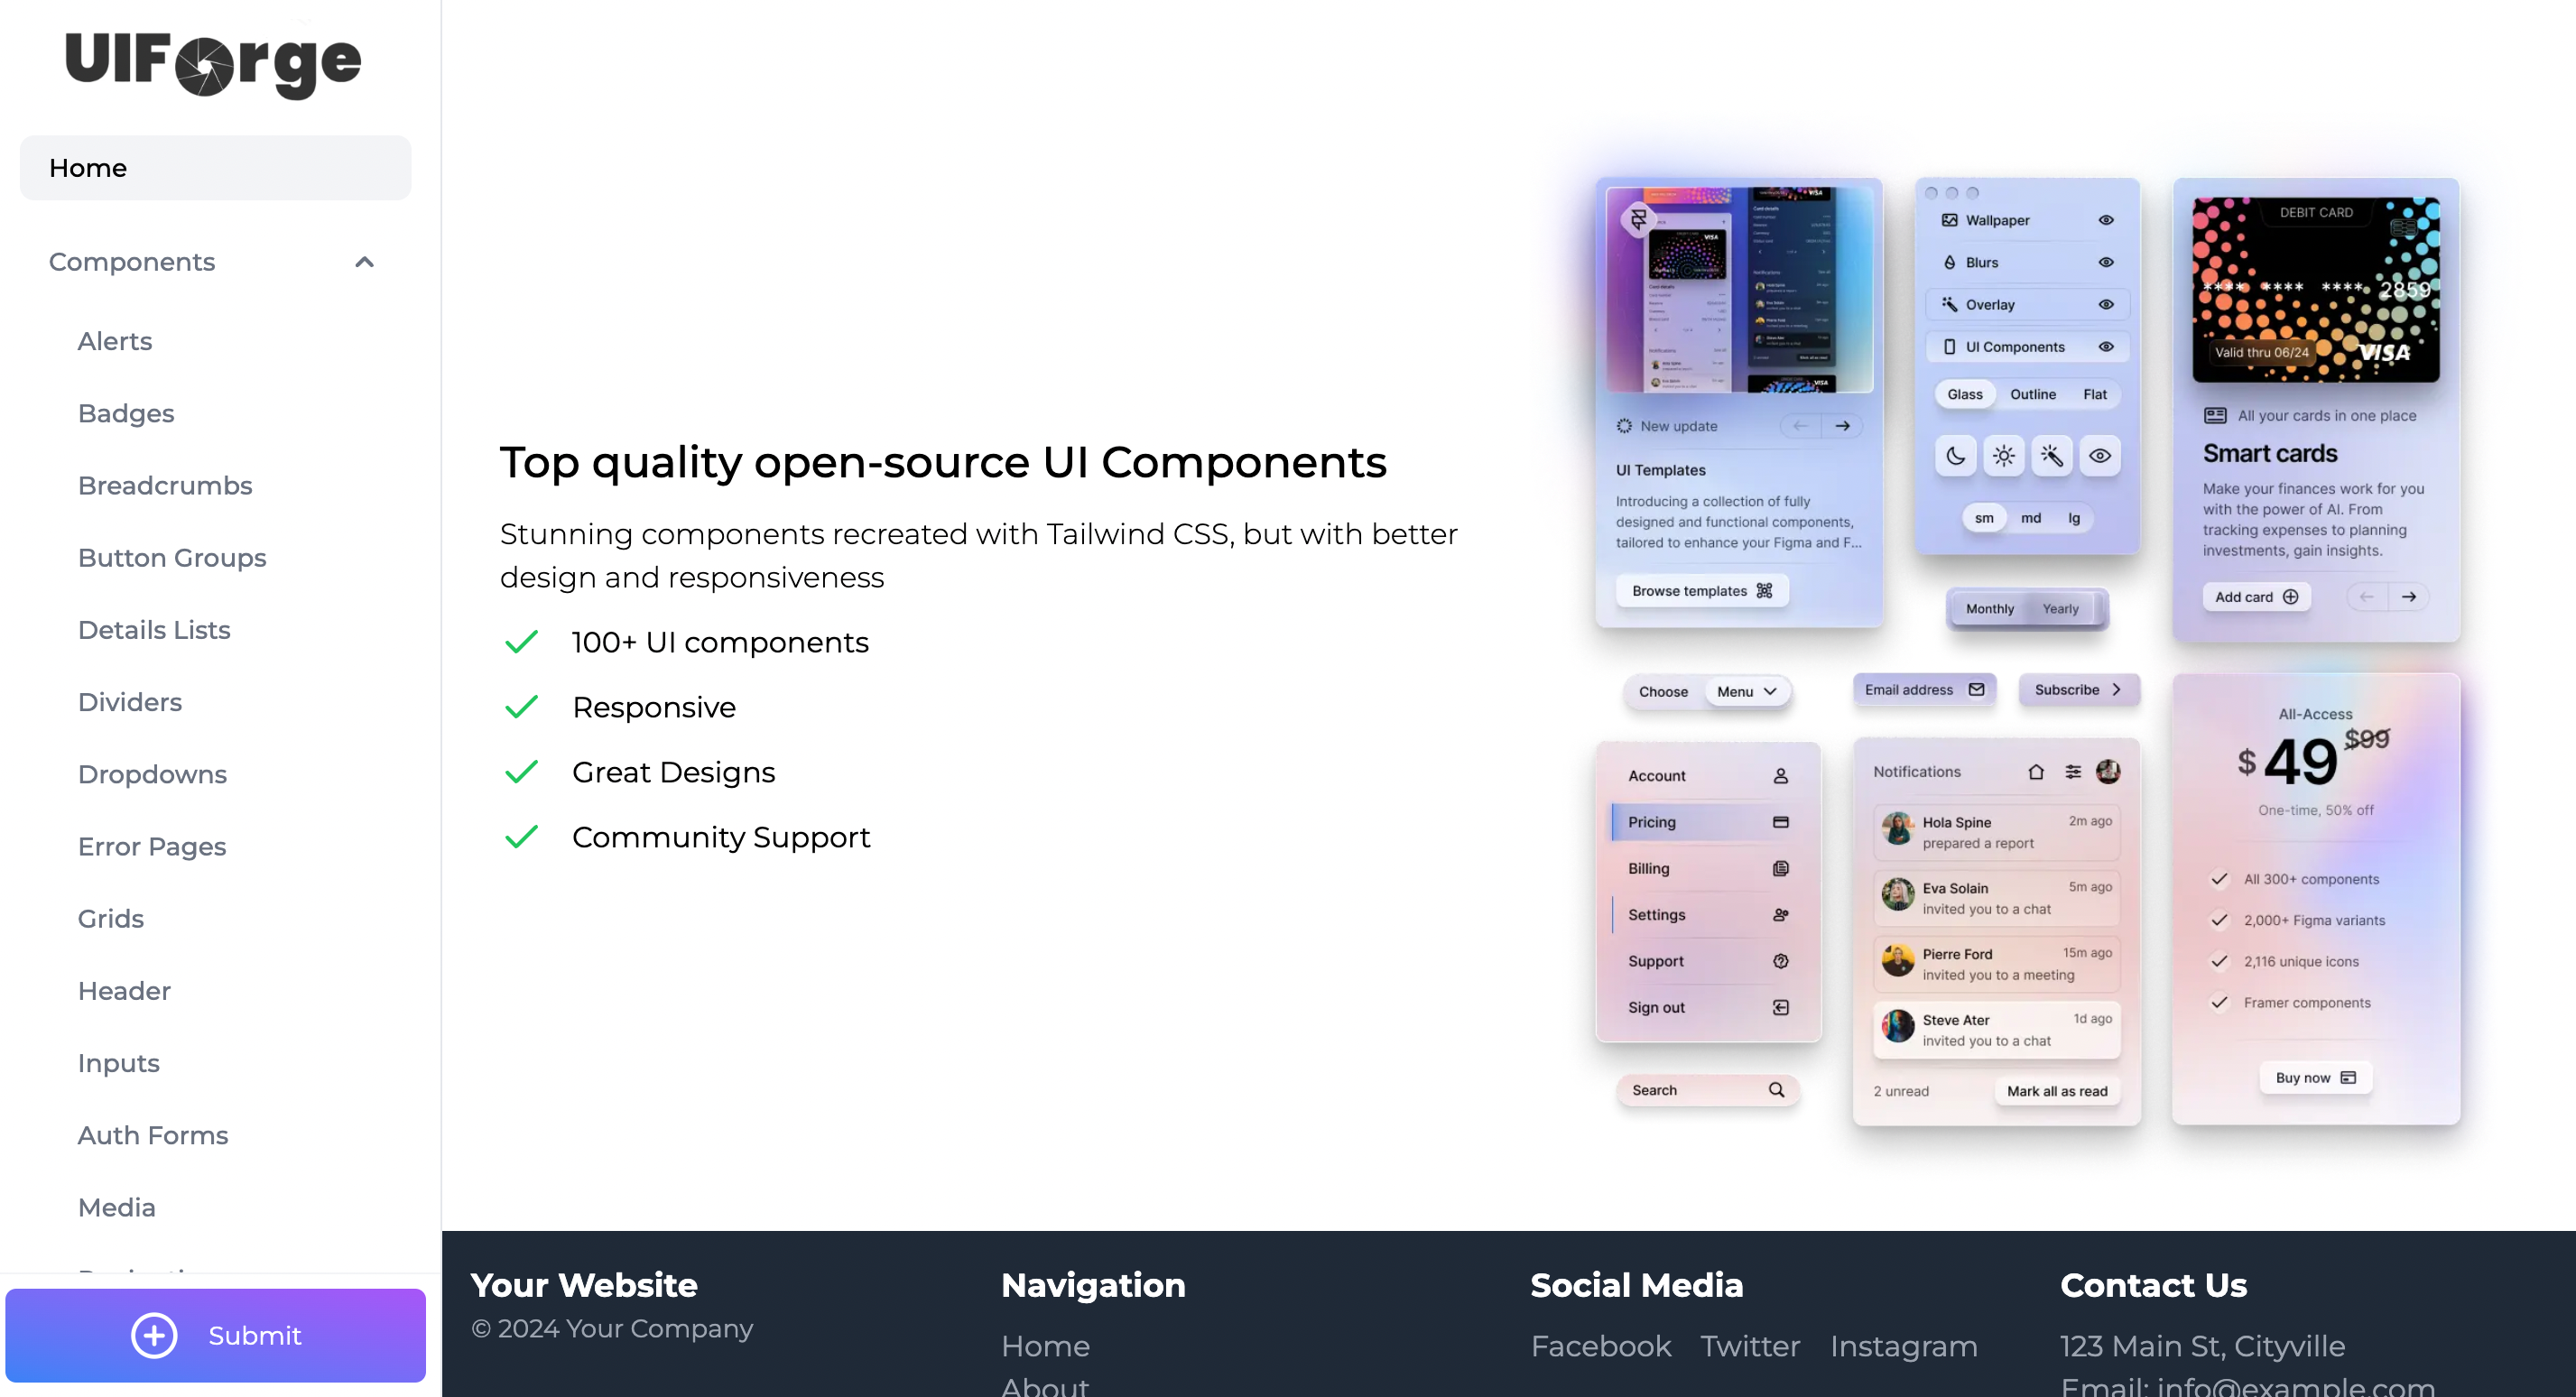 UIForge
Home
Components
Alerts
Badges
Breadcrumbs
Button Groups
Details Lists
Dividers
Dropdowns
Error Pages
Grids
Header
Inputs
Auth Forms
Media
Submit
Top quality open-source UI Components
Stunning components recreated with Tailwind CSS, but with better
design and responsiveness
100+ UI components
Responsive
Great Designs
Community Support
New update
UI Templates
Introducing a collection of fully
designed and functional components,
tailored to enhance your Figma and F...
Browse templates
Wallpaper
Blurs
Overlay
UI Components
Glass Outline Flat
sm md lg
Monthly Yearly
DEBIT CARD
**** **** **** 2859
Valid thru 06/24 VISA
All your cards in one place
Smart cards
Make your finances work for you
with the power of AI. From
tracking expenses to planning
investments, gain insights.
Add card
Choose Menu
Email address
Subscribe
Account
Pricing
Billing
Settings
Support
Sign out
Search
Notifications
Hola Spine 2m ago
prepared a report
Eva Solain 5m ago
invited you to a chat
Pierre Ford 15m ago
invited you to a meeting
Steve Ater 1d ago
invited you to a chat
2 unread Mark all as read
All-Access
$49 $99
One-time, 50% off
All 300+ components
2,000+ Figma variants
2,116 unique icons
Framer components
Buy now
Your Website
© 2024 Your Company
Navigation
Home
About
Social Media
Facebook Twitter Instagram
Contact Us
123 Main St, Cityville
Email: info@example.com